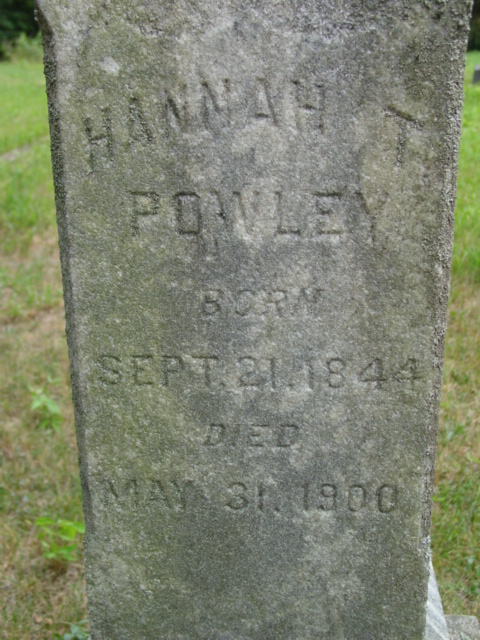 HANNAH T
POWLEY
BORN
SEPT. 21. 1844
DIED
MAY 31. 1900